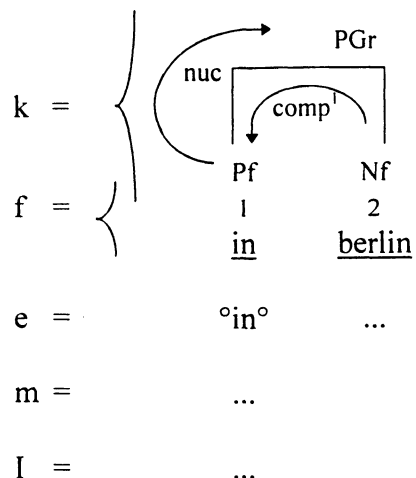 PGr
nuc
k = comp¹
Pf Nf
f = 1 2
in berlin
e = °in° ...
m = ...
I = ...